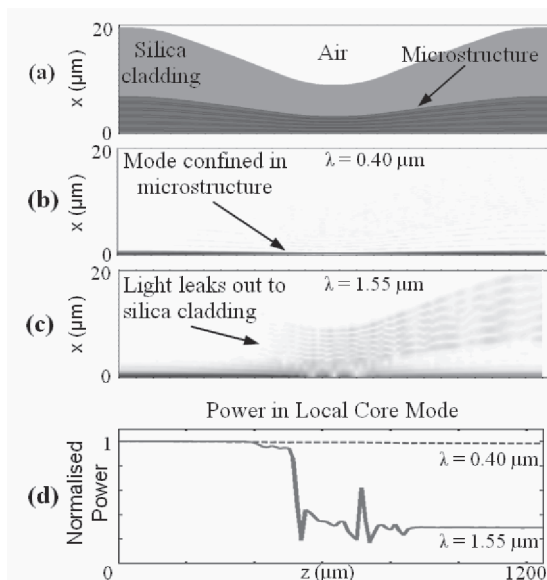 (a)
x (μm)
20
0
Silica
cladding
Air
Microstructure
(b)
x (μm)
20
0
Mode confined in
microstructure
λ = 0.40 μm
(c)
x (μm)
20
0
Light leaks out to
silica cladding
λ = 1.55 μm
Power in Local Core Mode
(d)
Normalised
Power
1
λ = 0.40 μm
λ = 1.55 μm
0
z (μm)
1200